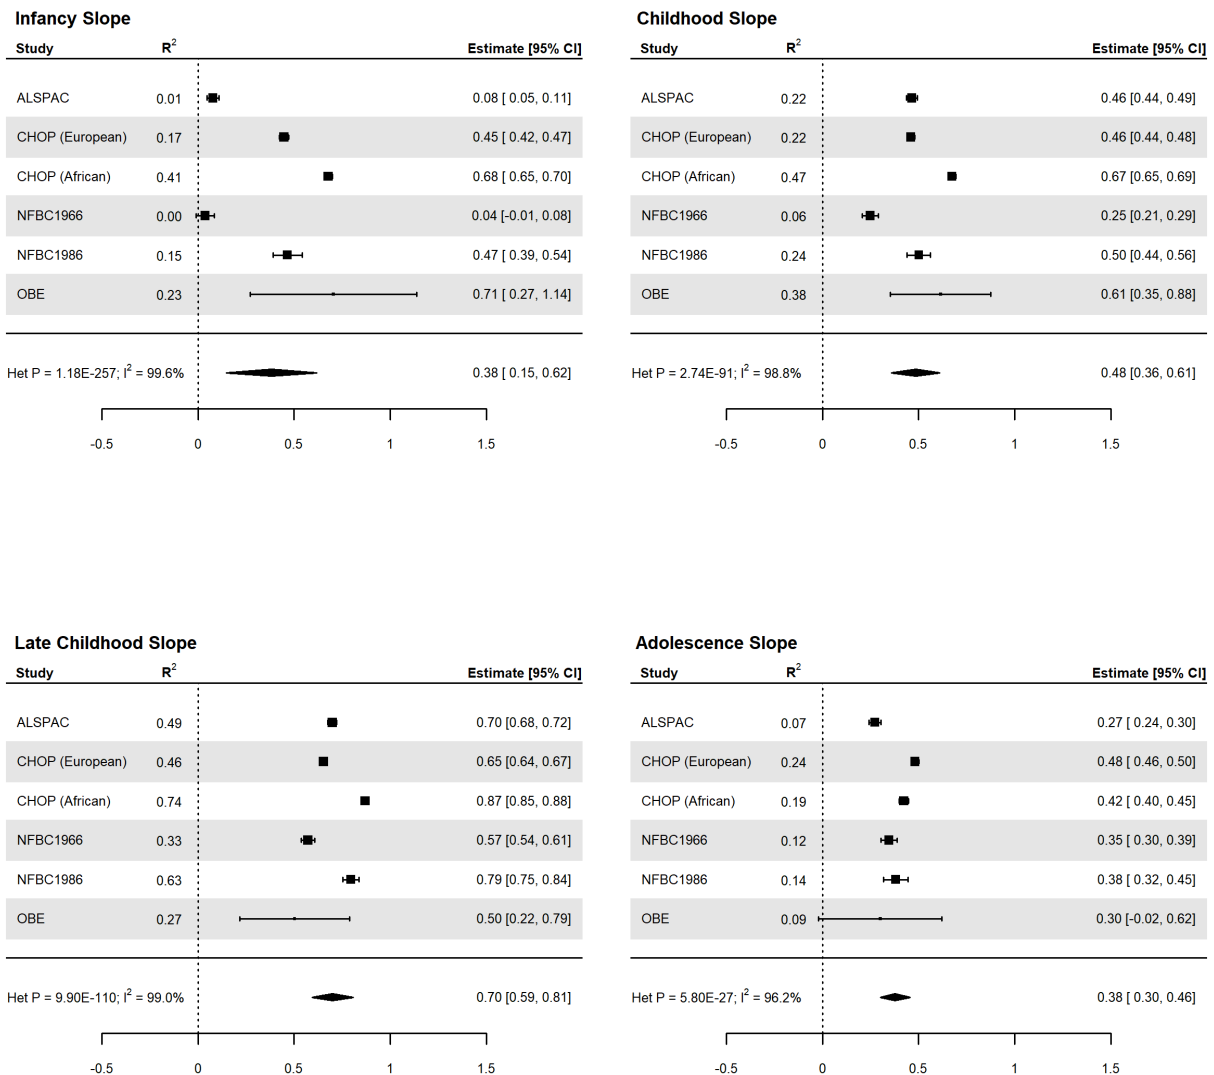 Infancy Slope
Study R² Estimate [95% CI]
ALSPAC 0.01 0.08 [ 0.05, 0.11]
CHOP (European) 0.17 0.45 [ 0.42, 0.47]
CHOP (African) 0.41 0.68 [ 0.65, 0.70]
NFBC1966 0.00 0.04 [-0.01, 0.08]
NFBC1986 0.15 0.47 [ 0.39, 0.54]
OBE 0.23 0.71 [ 0.27, 1.14]
Het P = 1.18E-257; I² = 99.6% 0.38 [ 0.15, 0.62]
-0.5 0 0.5 1 1.5
Childhood Slope
Study R² Estimate [95% CI]
ALSPAC 0.22 0.46 [0.44, 0.49]
CHOP (European) 0.22 0.46 [0.44, 0.48]
CHOP (African) 0.47 0.67 [0.65, 0.69]
NFBC1966 0.06 0.25 [0.21, 0.29]
NFBC1986 0.24 0.50 [0.44, 0.56]
OBE 0.38 0.61 [0.35, 0.88]
Het P = 2.74E-91; I² = 98.8% 0.48 [0.36, 0.61]
-0.5 0 0.5 1 1.5
Late Childhood Slope
Study R² Estimate [95% CI]
ALSPAC 0.49 0.70 [0.68, 0.72]
CHOP (European) 0.46 0.65 [0.64, 0.67]
CHOP (African) 0.74 0.87 [0.85, 0.88]
NFBC1966 0.33 0.57 [0.54, 0.61]
NFBC1986 0.63 0.79 [0.75, 0.84]
OBE 0.27 0.50 [0.22, 0.79]
Het P = 9.90E-110; I² = 99.0% 0.70 [0.59, 0.81]
-0.5 0 0.5 1 1.5
Adolescence Slope
Study R² Estimate [95% CI]
ALSPAC 0.07 0.27 [ 0.24, 0.30]
CHOP (European) 0.24 0.48 [ 0.46, 0.50]
CHOP (African) 0.19 0.42 [ 0.40, 0.45]
NFBC1966 0.12 0.35 [ 0.30, 0.39]
NFBC1986 0.14 0.38 [ 0.32, 0.45]
OBE 0.09 0.30 [-0.02, 0.62]
Het P = 5.80E-27; I² = 96.2% 0.38 [ 0.30, 0.46]
-0.5 0 0.5 1 1.5